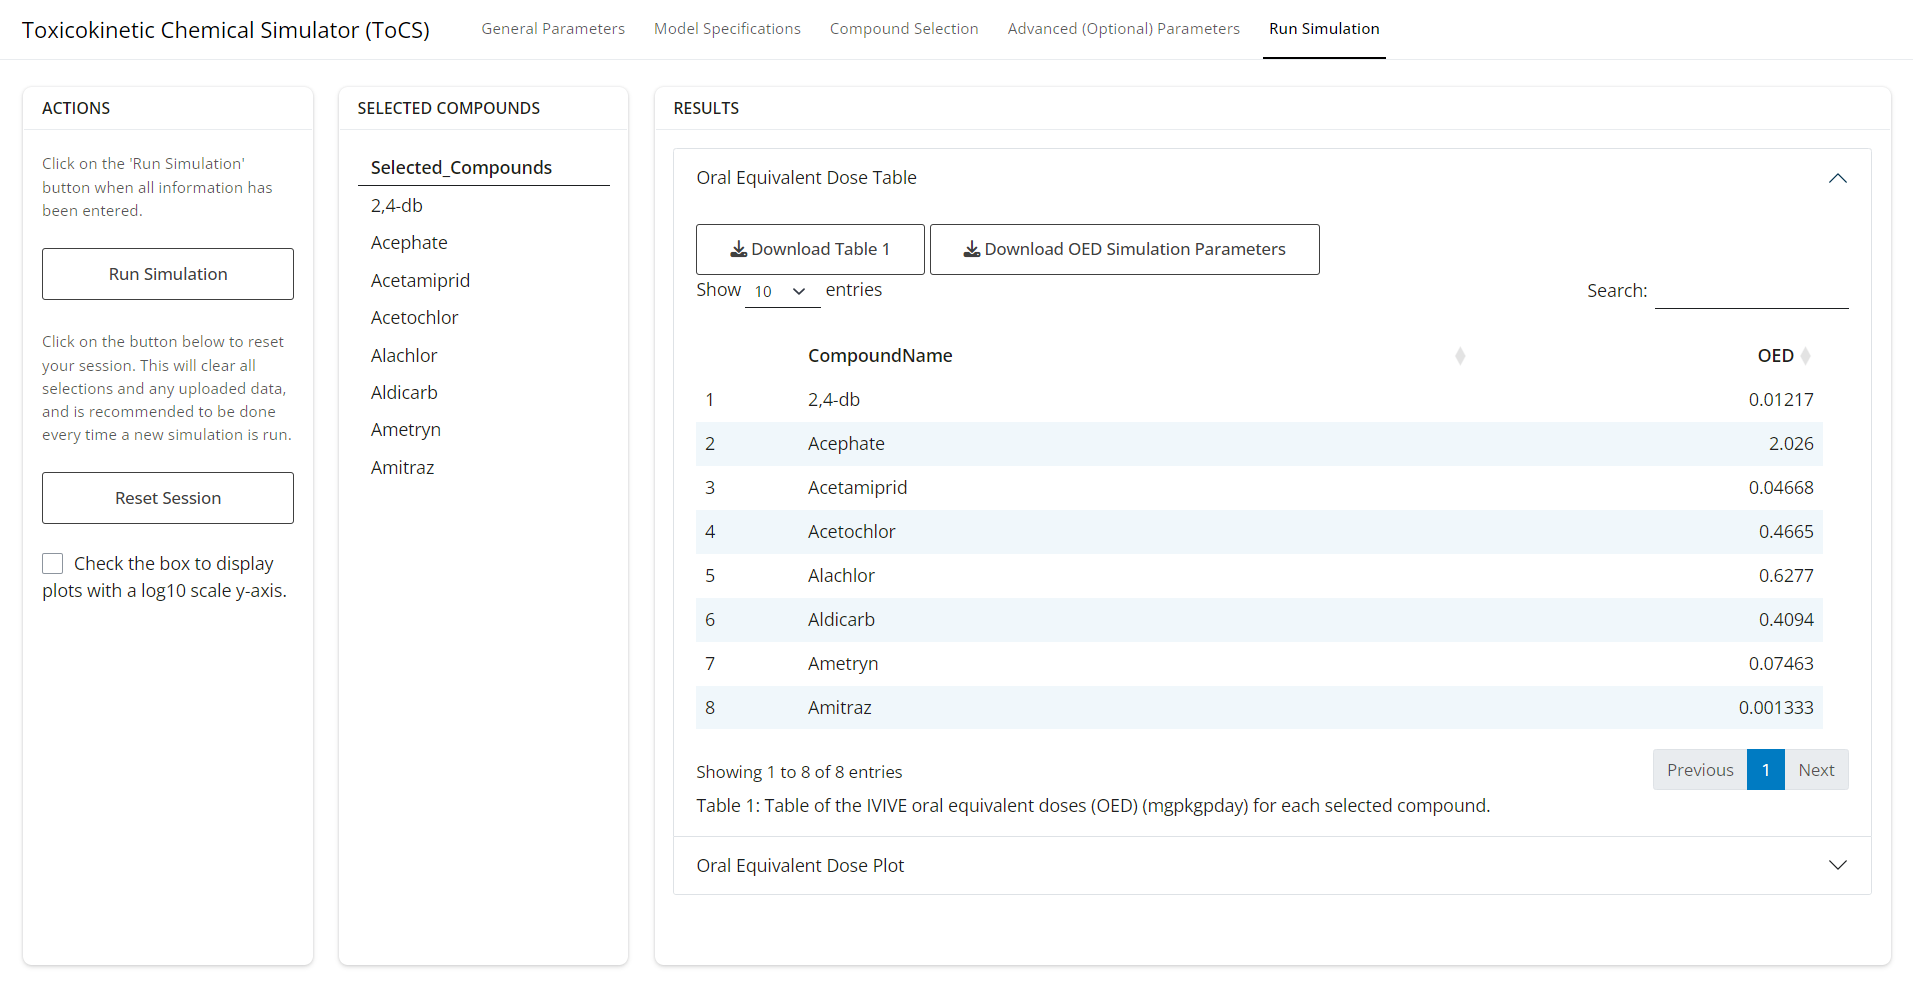 Toxicokinetic Chemical Simulator (ToCS)
General Parameters
Model Specifications
Compound Selection
Advanced (Optional) Parameters
Run Simulation
ACTIONS
Click on the 'Run Simulation'
button when all information has
been entered.
Run Simulation
Click on the button below to reset
your session. This will clear all
selections and any uploaded data,
and is recommended to be done
every time a new simulation is run.
Reset Session
Check the box to display
plots with a log10 scale y-axis.
SELECTED COMPOUNDS
Selected_Compounds
2,4-db
Acephate
Acetamiprid
Acetochlor
Alachlor
Aldicarb
Ametryn
Amitraz
RESULTS
Oral Equivalent Dose Table
Download Table 1
Download OED Simulation Parameters
Show 10 entries
Search:
CompoundName OED
1 2,4-db 0.01217
2 Acephate 2.026
3 Acetamiprid 0.04668
4 Acetochlor 0.4665
5 Alachlor 0.6277
6 Aldicarb 0.4094
7 Ametryn 0.07463
8 Amitraz 0.001333
Showing 1 to 8 of 8 entries
Previous 1 Next
Table 1: Table of the IVIVE oral equivalent doses (OED) (mgpkgpday) for each selected compound.
Oral Equivalent Dose Plot